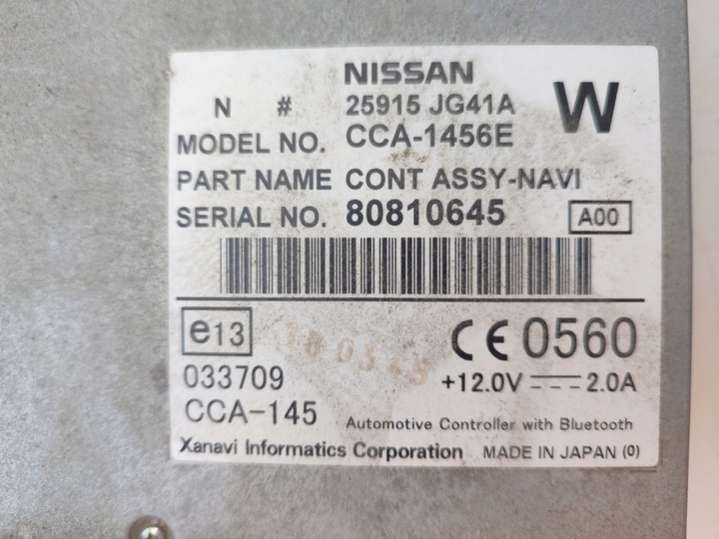 NISSAN
N # 25915 JG41A W
MODEL NO. CCA-1456E
PART NAME CONT ASSY-NAVI
SERIAL NO. 80810645 A00
e13 CE 0560
033709 +12.0V 2.0A
CCA-145 Automotive Controller with Bluetooth
Xanavi Informatics Corporation MADE IN JAPAN (0)